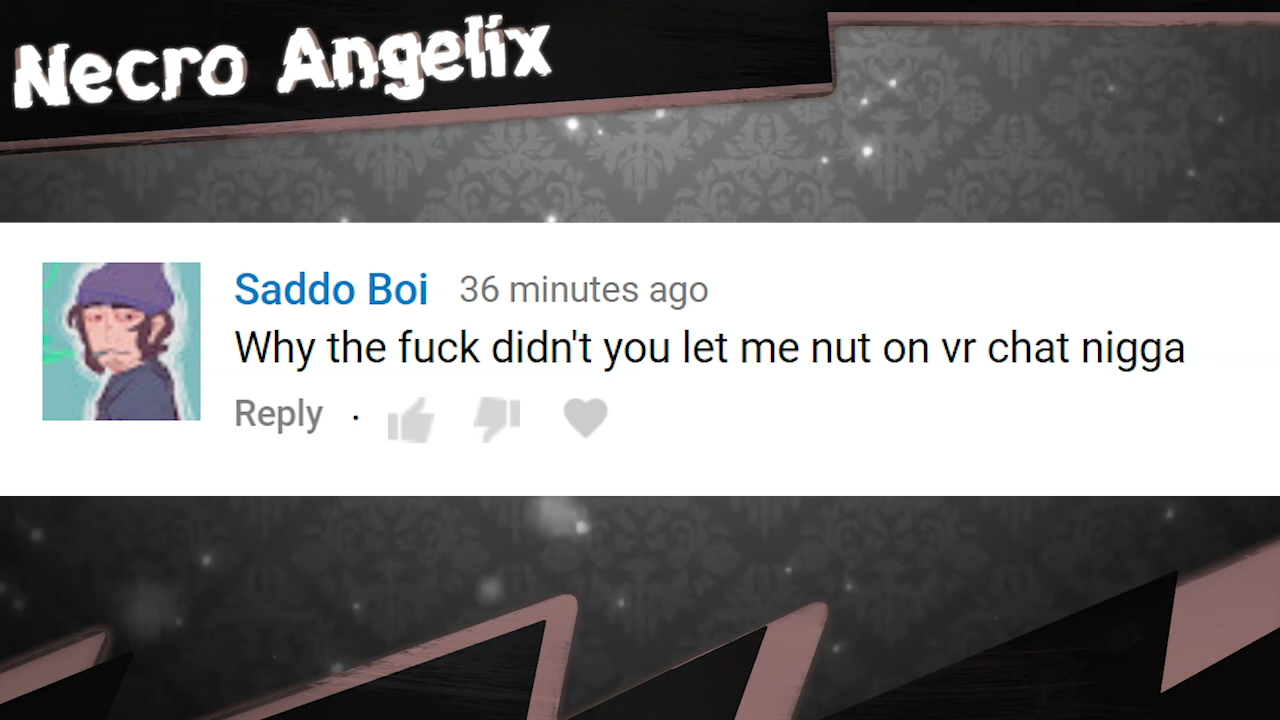 Necro Angelix
Saddo Boi 36 minutes ago
Why the fuck didn't you let me nut on vr chat nigga
Reply ·